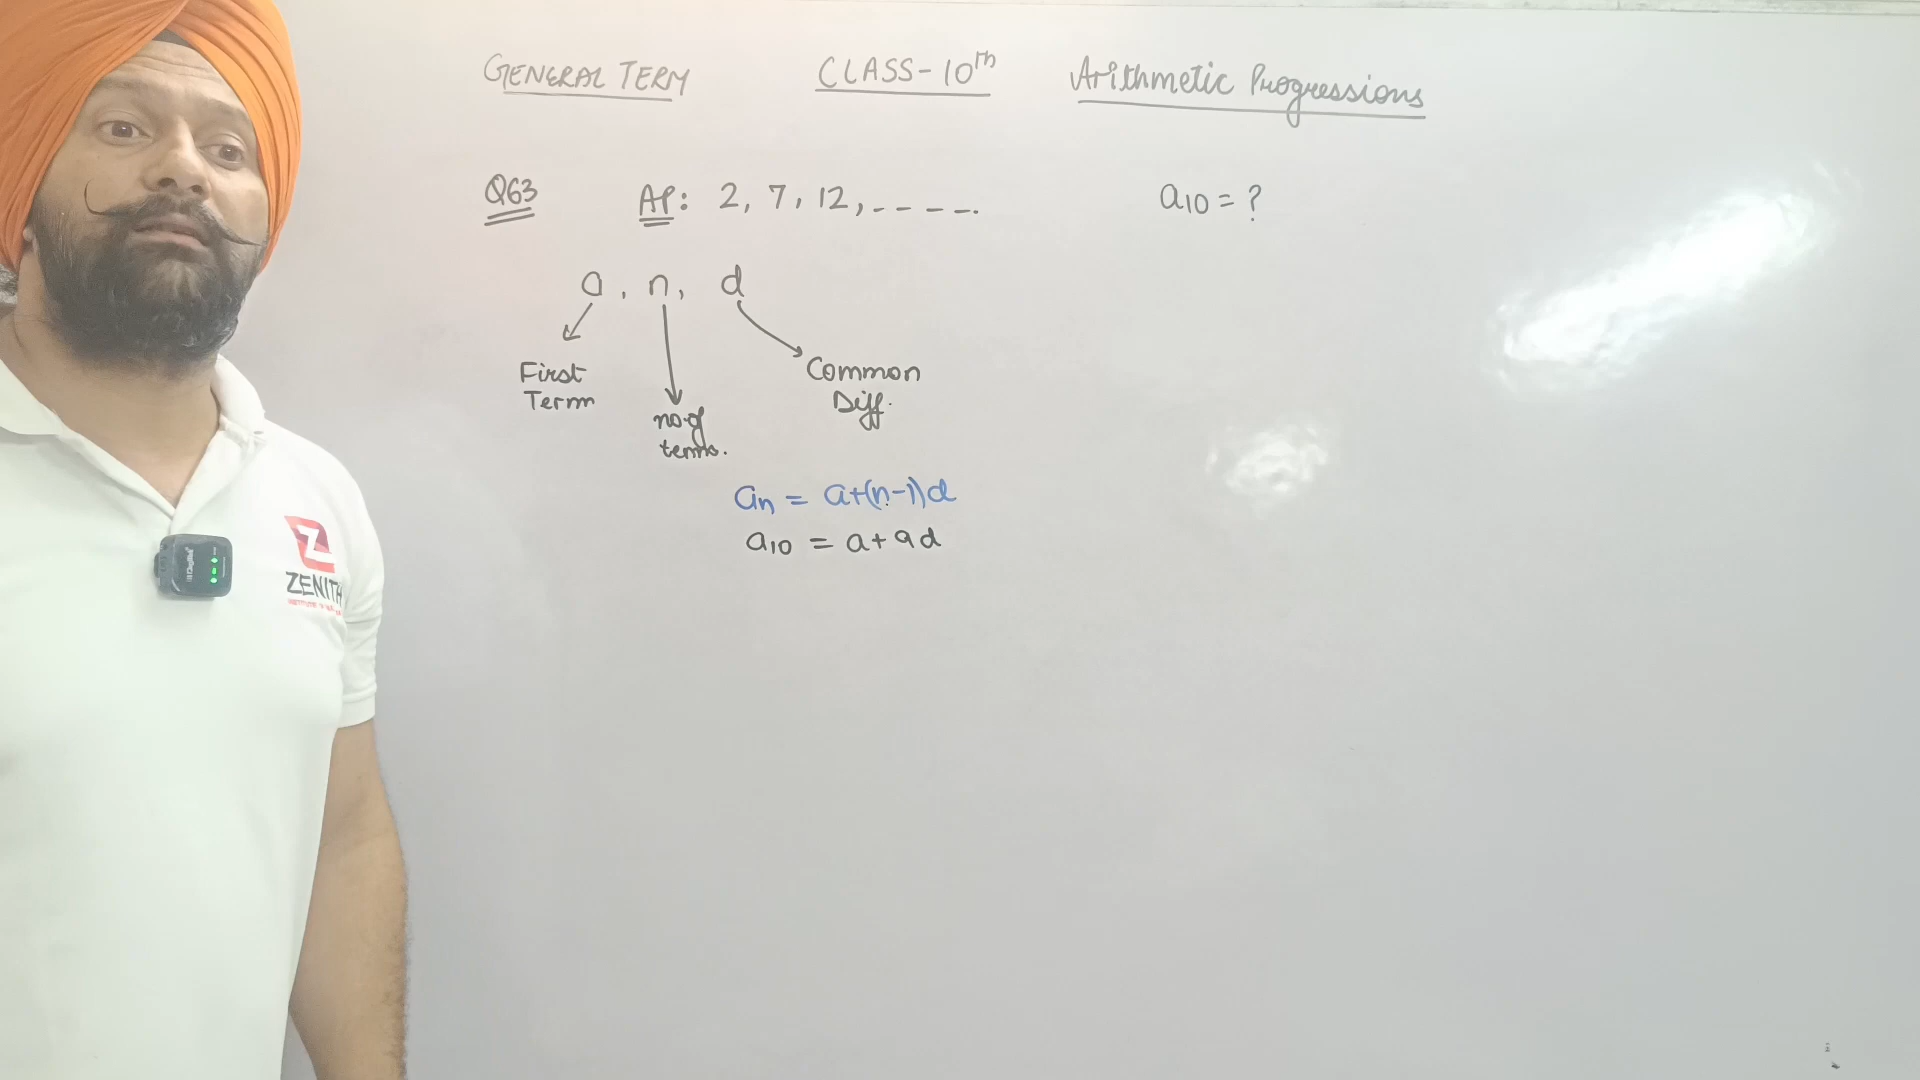 GENERAL TERM CLASS-10th Arithmetic Progressions
Q63 AP: 2, 7, 12, - - - - -. a10 = ?
a, n, d
First Term
no. of terms.
Common Diff.
an = a+(n-1)d
a10 = a+9d
ZENITH